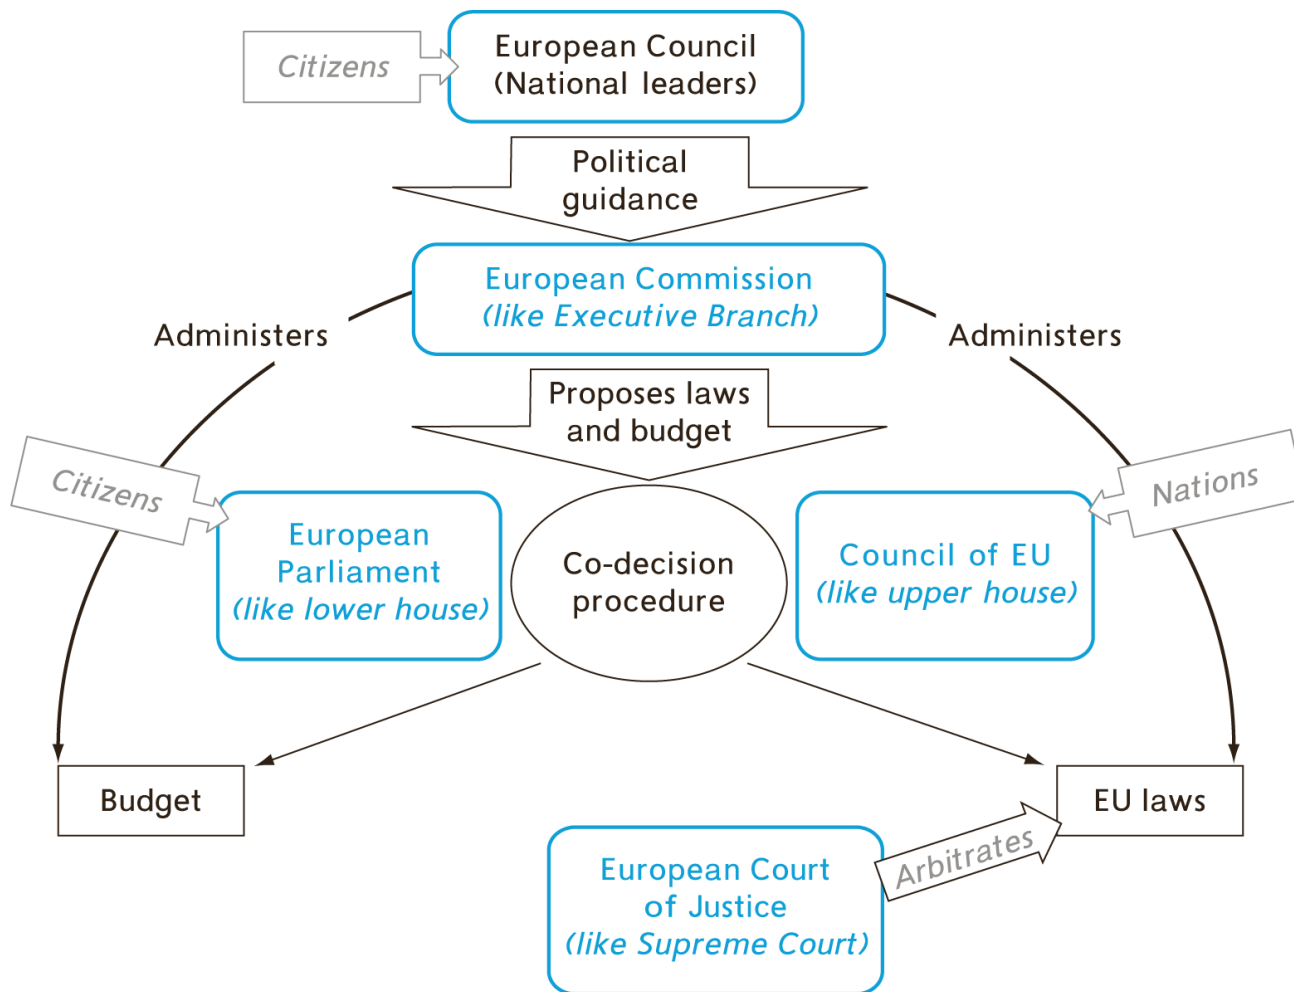 Citizens
European Council
(National leaders)
Political
guidance
European Commission
(like Executive Branch)
Administers
Administers
Proposes laws
and budget
Citizens
Nations
European
Parliament
(like lower house)
Co-decision
procedure
Council of EU
(like upper house)
Budget
EU laws
European Court
of Justice
(like Supreme Court)
Arbitrates